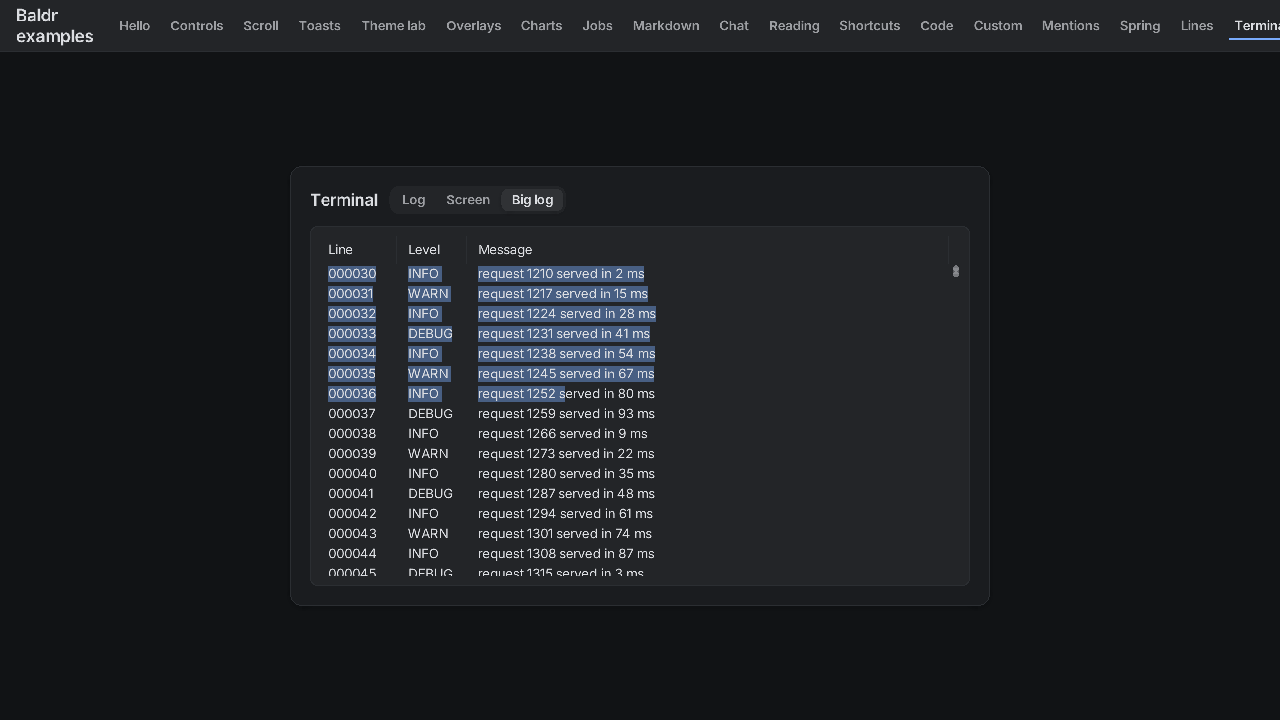 Baldr examples
Hello Controls Scroll Toasts Theme lab Overlays Charts Jobs Markdown Chat Reading Shortcuts Code Custom Mentions Spring Lines
Terminal Log Screen Big log
Line Level Message
000030 INFO request 1210 served in 2 ms
000031 WARN request 1217 served in 15 ms
000032 INFO request 1224 served in 28 ms
000033 DEBUG request 1231 served in 41 ms
000034 INFO request 1238 served in 54 ms
000035 WARN request 1245 served in 67 ms
000036 INFO request 1252 served in 80 ms
000037 DEBUG request 1259 served in 93 ms
000038 INFO request 1266 served in 9 ms
000039 WARN request 1273 served in 22 ms
000040 INFO request 1280 served in 35 ms
000041 DEBUG request 1287 served in 48 ms
000042 INFO request 1294 served in 61 ms
000043 WARN request 1301 served in 74 ms
000044 INFO request 1308 served in 87 ms
000045 DEBUG request 1315 served in 3 ms